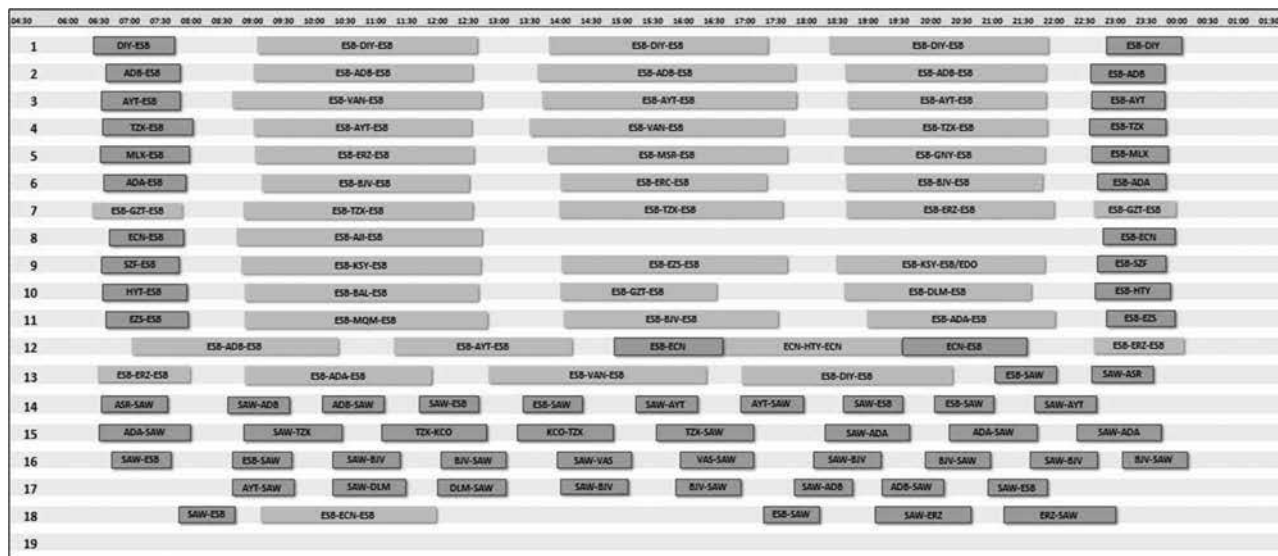 04:30 06:00 06:30 07:00 07:30 08:00 08:30 09:00 09:30 10:00 10:30 11:00 11:30 12:00 12:30 13:00 13:30 14:00 14:30 15:00 15:30 16:00 16:30 17:00 17:30 18:00 18:30 19:00 19:30 20:00 20:30 21:00 21:30 22:00 22:30 23:00 23:30 00:00 00:30 01:00 01:30
1 DIY-ESB ESB-DIY-ESB ESB-DIY-ESB ESB-DIY-ESB ESB-DIY
2 ADB-ESB ESB-ADB-ESB ESB-ADB-ESB ESB-ADB-ESB ESB-ADB
3 AYT-ESB ESB-VAN-ESB ESB-AYT-ESB ESB-AYT-ESB ESB-AYT
4 TZX-ESB ESB-AYT-ESB ESB-VAN-ESB ESB-TZX-ESB ESB-TZX
5 MLX-ESB ESB-ERZ-ESB ESB-MSR-ESB ESB-GNY-ESB ESB-MLX
6 ADA-ESB ESB-BJV-ESB ESB-ERC-ESB ESB-BJV-ESB ESB-ADA
7 ESB-GZT-ESB ESB-TZX-ESB ESB-TZX-ESB ESB-ERZ-ESB ESB-GZT-ESB
8 ECN-ESB ESB-AJI-ESB ESB-ECN
9 SZF-ESB ESB-KSY-ESB ESB-EZS-ESB ESB-KSY-ESB/EDO ESB-SZF
10 HYT-ESB ESB-BAL-ESB ESB-GZT-ESB ESB-DLM-ESB ESB-HTY
11 EZS-ESB ESB-MQM-ESB ESB-BJV-ESB ESB-ADA-ESB ESB-EZS
12 ESB-ADB-ESB ESB-AYT-ESB ESB-ECN ECN-HTY-ECN ECN-ESB ESB-ERZ-ESB
13 ESB-ERZ-ESB ESB-ADA-ESB ESB-VAN-ESB ESB-DIY-ESB ESB-SAW SAW-ASR
14 ASR-SAW SAW-ADB ADB-SAW SAW-ESB ESB-SAW SAW-AYT AYT-SAW SAW-ESB ESB-SAW SAW-AYT
15 ADA-SAW SAW-TZX TZX-KCO KCO-TZX TZX-SAW SAW-ADA ADA-SAW SAW-ADA
16 SAW-ESB ESB-SAW SAW-BJV BJV-SAW SAW-VAS VAS-SAW SAW-BJV BJV-SAW SAW-BJV BJV-SAW
17 AYT-SAW SAW-DLM DLM-SAW SAW-BJV BJV-SAW SAW-ADB ADB-SAW SAW-ESB
18 SAW-ESB ESB-ECN-ESB ESB-SAW SAW-ERZ ERZ-SAW
19